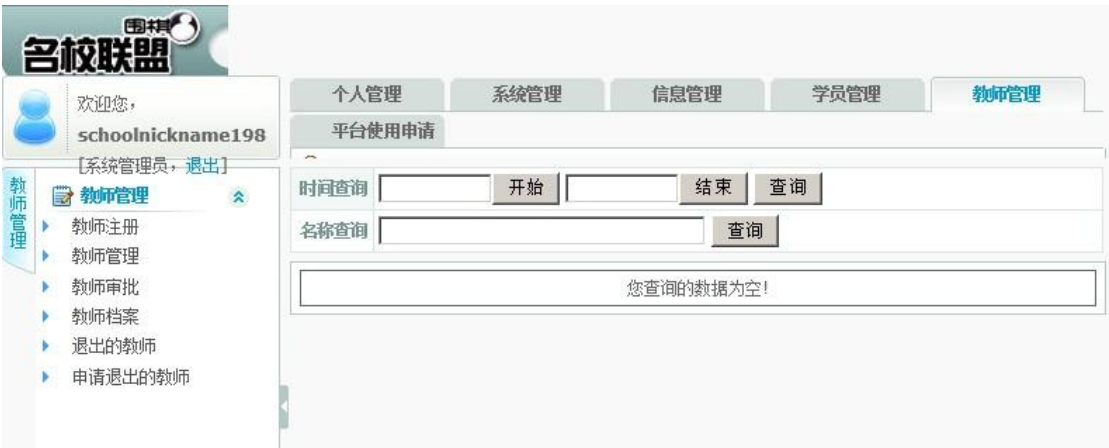 围棋
名校联盟
欢迎您，
schoolnickname198
[系统管理员，退出]
个人管理 系统管理 信息管理 学员管理 教师管理
平台使用申请
教师管理
教师管理
教师注册
教师管理
教师审批
教师档案
退出的教师
申请退出的教师
时间查询 开始 结束 查询
名称查询 查询
您查询的数据为空!